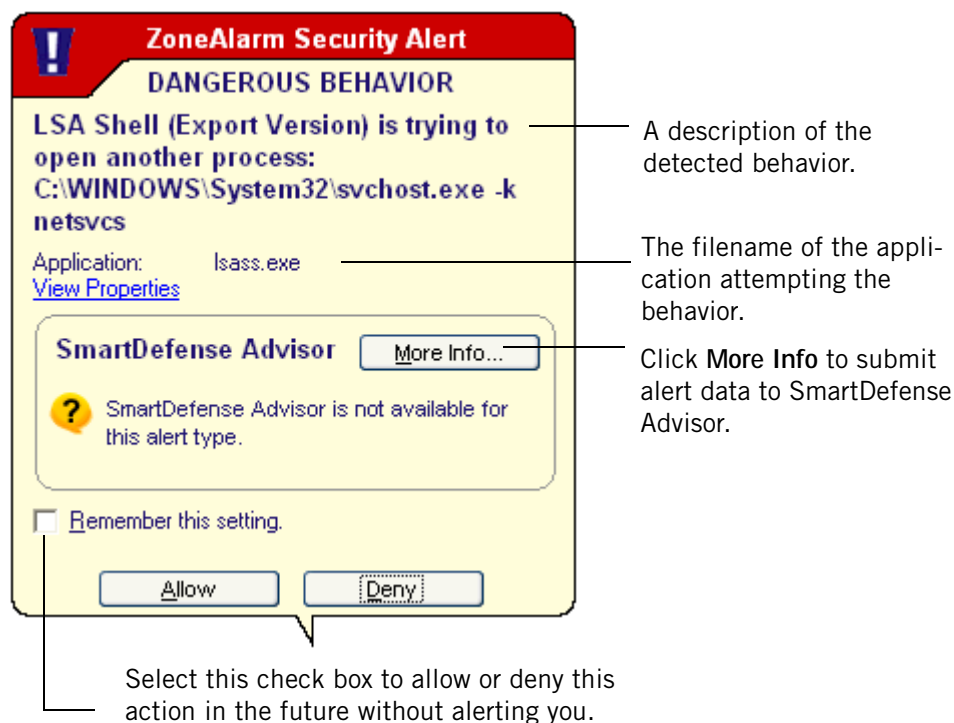 ZoneAlarm Security Alert
DANGEROUS BEHAVIOR
LSA Shell (Export Version) is trying to
open another process:
C:\WINDOWS\System32\svchost.exe -k
netsvcs
Application: lsass.exe
View Properties
SmartDefense Advisor
More Info...
SmartDefense Advisor is not available for
this alert type.
Remember this setting.
Allow
Deny
A description of the
detected behavior.
The filename of the appli-
cation attempting the
behavior.
Click More Info to submit
alert data to SmartDefense
Advisor.
Select this check box to allow or deny this
action in the future without alerting you.